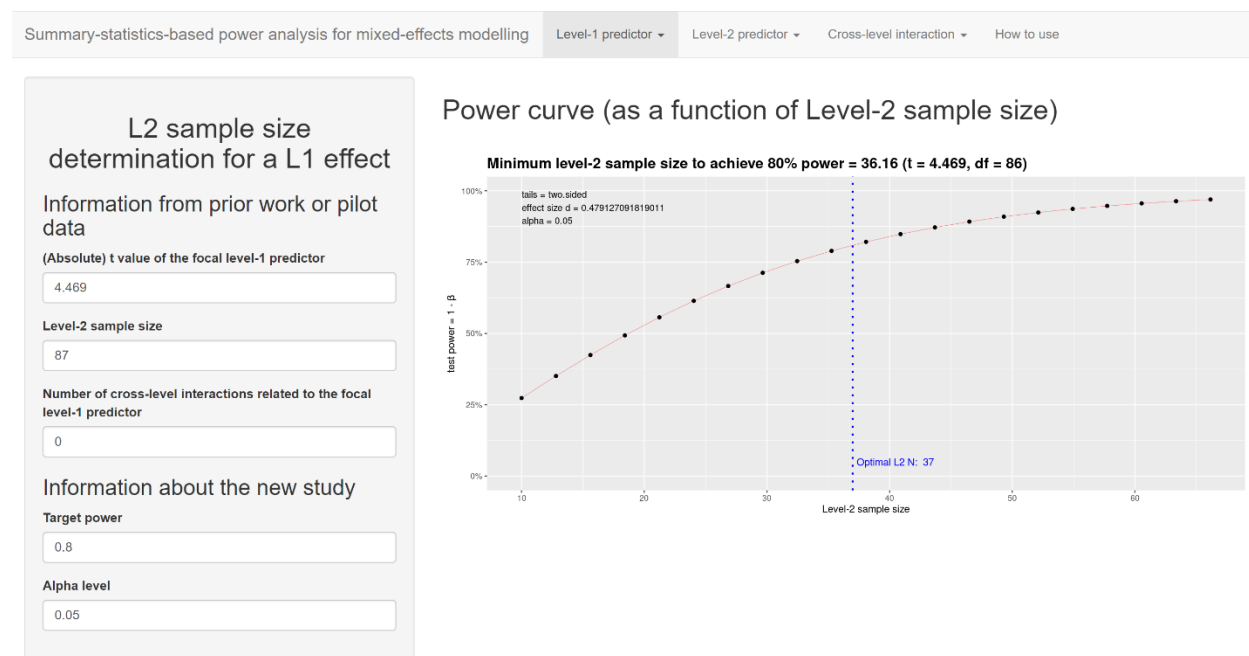 Summary-statistics-based power analysis for mixed-effects modelling
Level-1 predictor
Level-2 predictor
Cross-level interaction
How to use
L2 sample size
determination for a L1 effect
Information from prior work or pilot
data
(Absolute) t value of the focal level-1 predictor
4.469
Level-2 sample size
87
Number of cross-level interactions related to the focal
level-1 predictor
0
Information about the new study
Target power
0.8
Alpha level
0.05
Power curve (as a function of Level-2 sample size)
Minimum level-2 sample size to achieve 80% power = 36.16 (t = 4.469, df = 86)
tails = two.sided
effect size d = 0.479127091819011
alpha = 0.05
100%
75%
50%
25%
0%
test power = 1 - β
Optimal L2 N: 37
10 20 30 40 50 60
Level-2 sample size